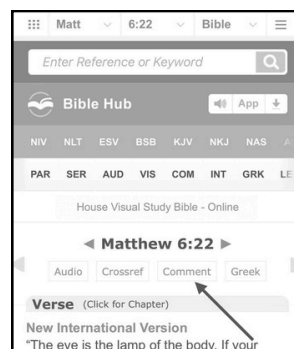 Matt 6:22 Bible
Enter Reference or Keyword
Bible Hub App
NIV NLT ESV BSB KJV NKJ NAS
PAR SER AUD VIS COM INT GRK LE
House Visual Study Bible - Online
Matthew 6:22
Audio Crossref Comment Greek
Verse (Click for Chapter)
New International Version
“The eye is the lamp of the body. If your